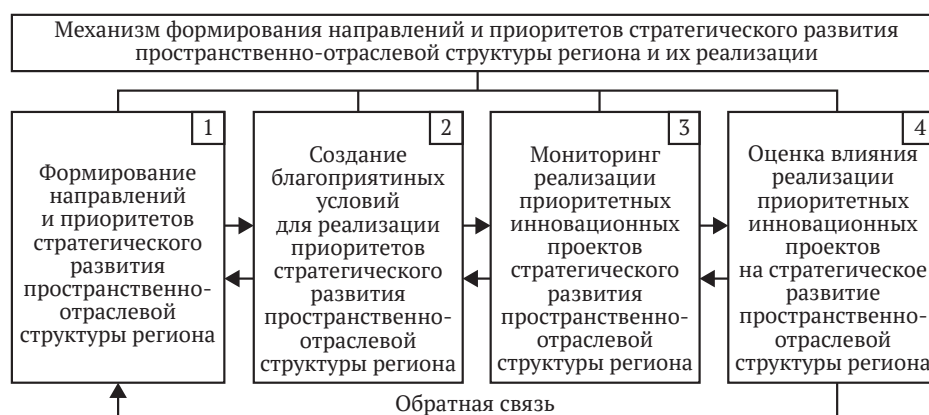 Механизм формирования направлений и приоритетов стратегического развития
пространственно-отраслевой структуры региона и их реализации
1
Формирование
направлений
и приоритетов
стратегического
развития
пространственно-
отраслевой
структуры региона
2
Создание
благоприятиных
условий
для реализации
приоритетов
стратегического
развития
пространственно-
отраслевой
структуры региона
3
Мониторинг
реализации
приоритетных
инновационных
проектов
стратегического
развития
пространственно-
отраслевой
структуры региона
4
Оценка влияния
реализации
приоритетных
инновационных
проектов
на стратегическое
развитие
пространственно-
отраслевой
структуры региона
Обратная связь